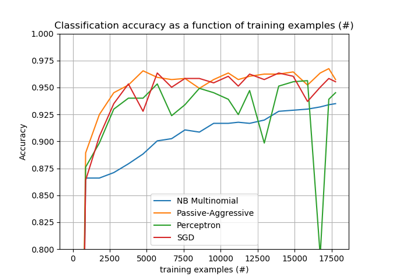 Classification accuracy as a function of training examples (#)
1.000
0.975
0.950
0.925
0.900
0.875
0.850
0.825
0.800
Accuracy
NB Multinomial
Passive-Aggressive
Perceptron
SGD
0 2500 5000 7500 10000 12500 15000 17500
training examples (#)